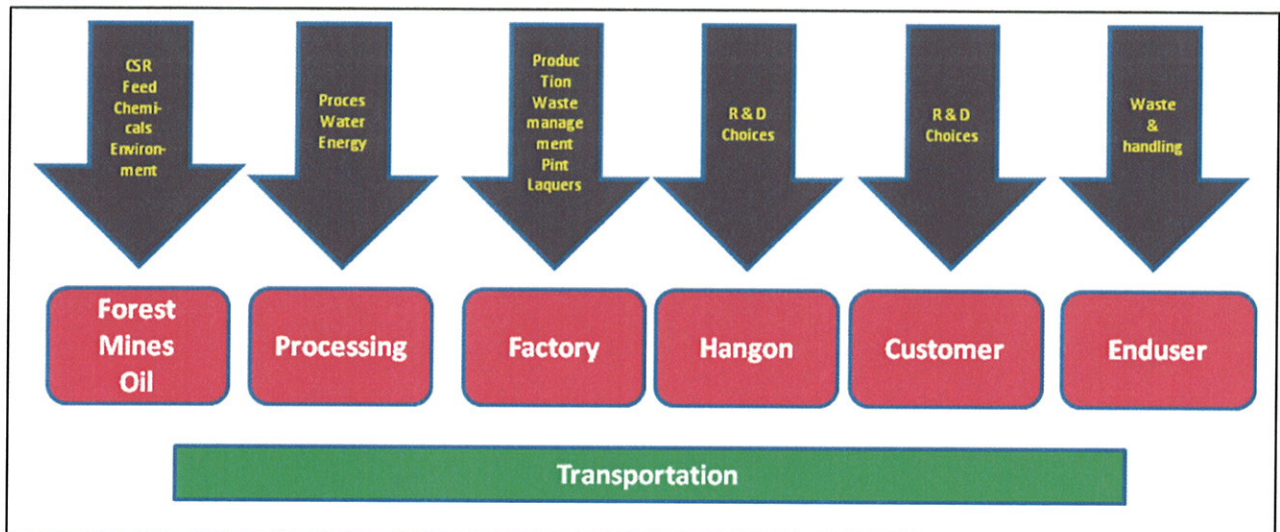 CSR
Feed
Chemi-
cals
Environ-
ment
Proces
Water
Energy
Produc
Tion
Waste
manage
ment
Pint
Laquers
R & D
Choices
R & D
Choices
Waste
&
handling
Forest
Mines
Oil
Processing
Factory
Hangon
Customer
Enduser
Transportation